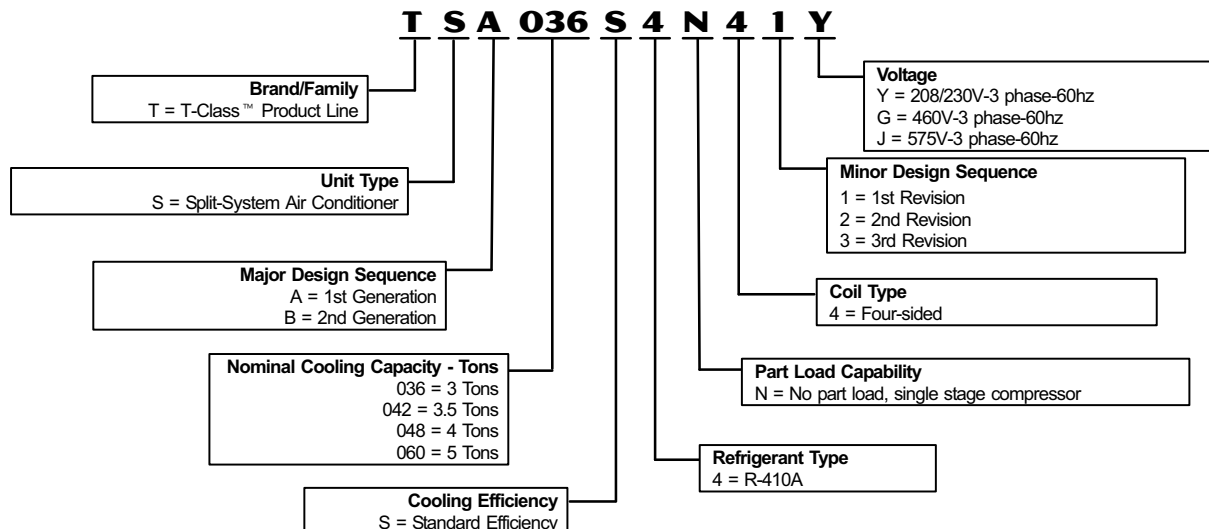 T S A 036 S 4 N 4 1 Y
Brand/Family
T = T-Class™ Product Line
Voltage
Y = 208/230V-3 phase-60hz
G = 460V-3 phase-60hz
J = 575V-3 phase-60hz
Unit Type
S = Split-System Air Conditioner
Minor Design Sequence
1 = 1st Revision
2 = 2nd Revision
3 = 3rd Revision
Major Design Sequence
A = 1st Generation
B = 2nd Generation
Coil Type
4 = Four-sided
Nominal Cooling Capacity - Tons
036 = 3 Tons
042 = 3.5 Tons
048 = 4 Tons
060 = 5 Tons
Part Load Capability
N = No part load, single stage compressor
Refrigerant Type
4 = R-410A
Cooling Efficiency
S = Standard Efficiency